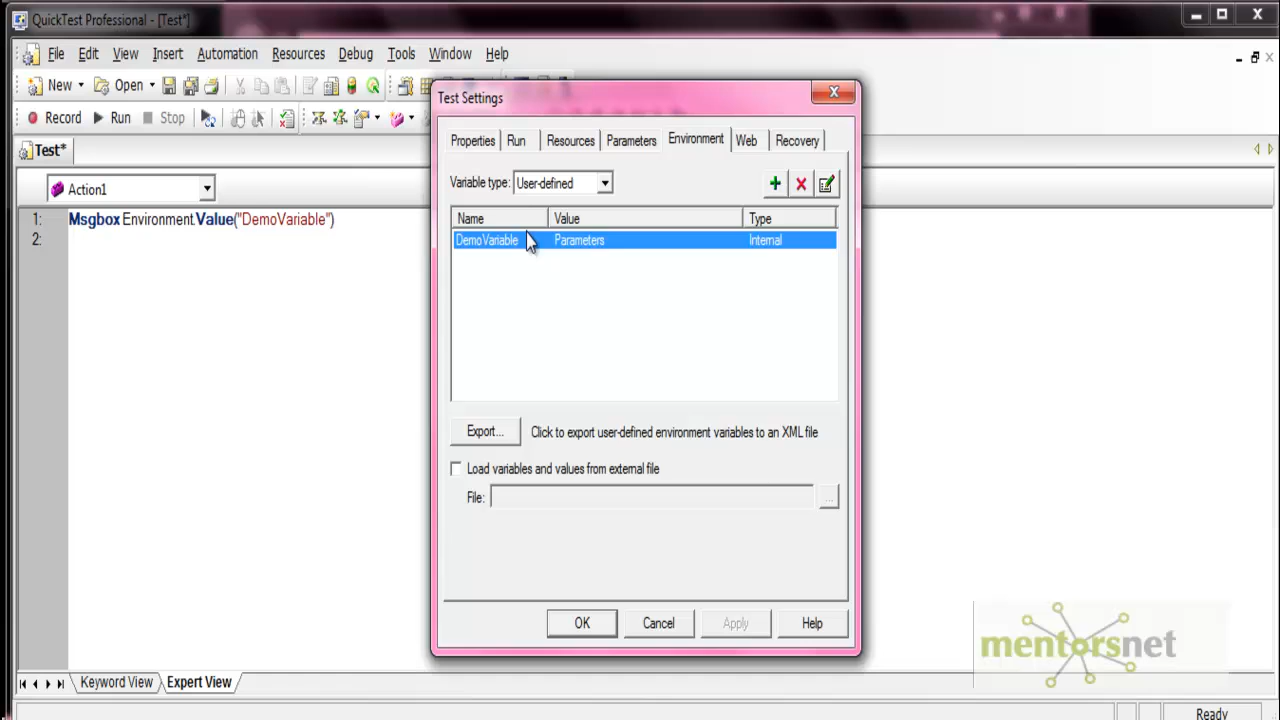 QuickTest Professional - [Test*]
File Edit View Insert Automation Resources Debug Tools Window Help
New Open
Record Run Stop
Test*
Action1
1: Msgbox Environment.Value("DemoVariable")
2:
Test Settings
Properties Run Resources Parameters Environment Web Recovery
Variable type: User-defined
Name Value Type
DemoVariable Parameters Internal
Export... Click to export user-defined environment variables to an XML file
Load variables and values from external file
File: ...
OK Cancel Apply Help
mentorsnet
Keyword View Expert View
Ready